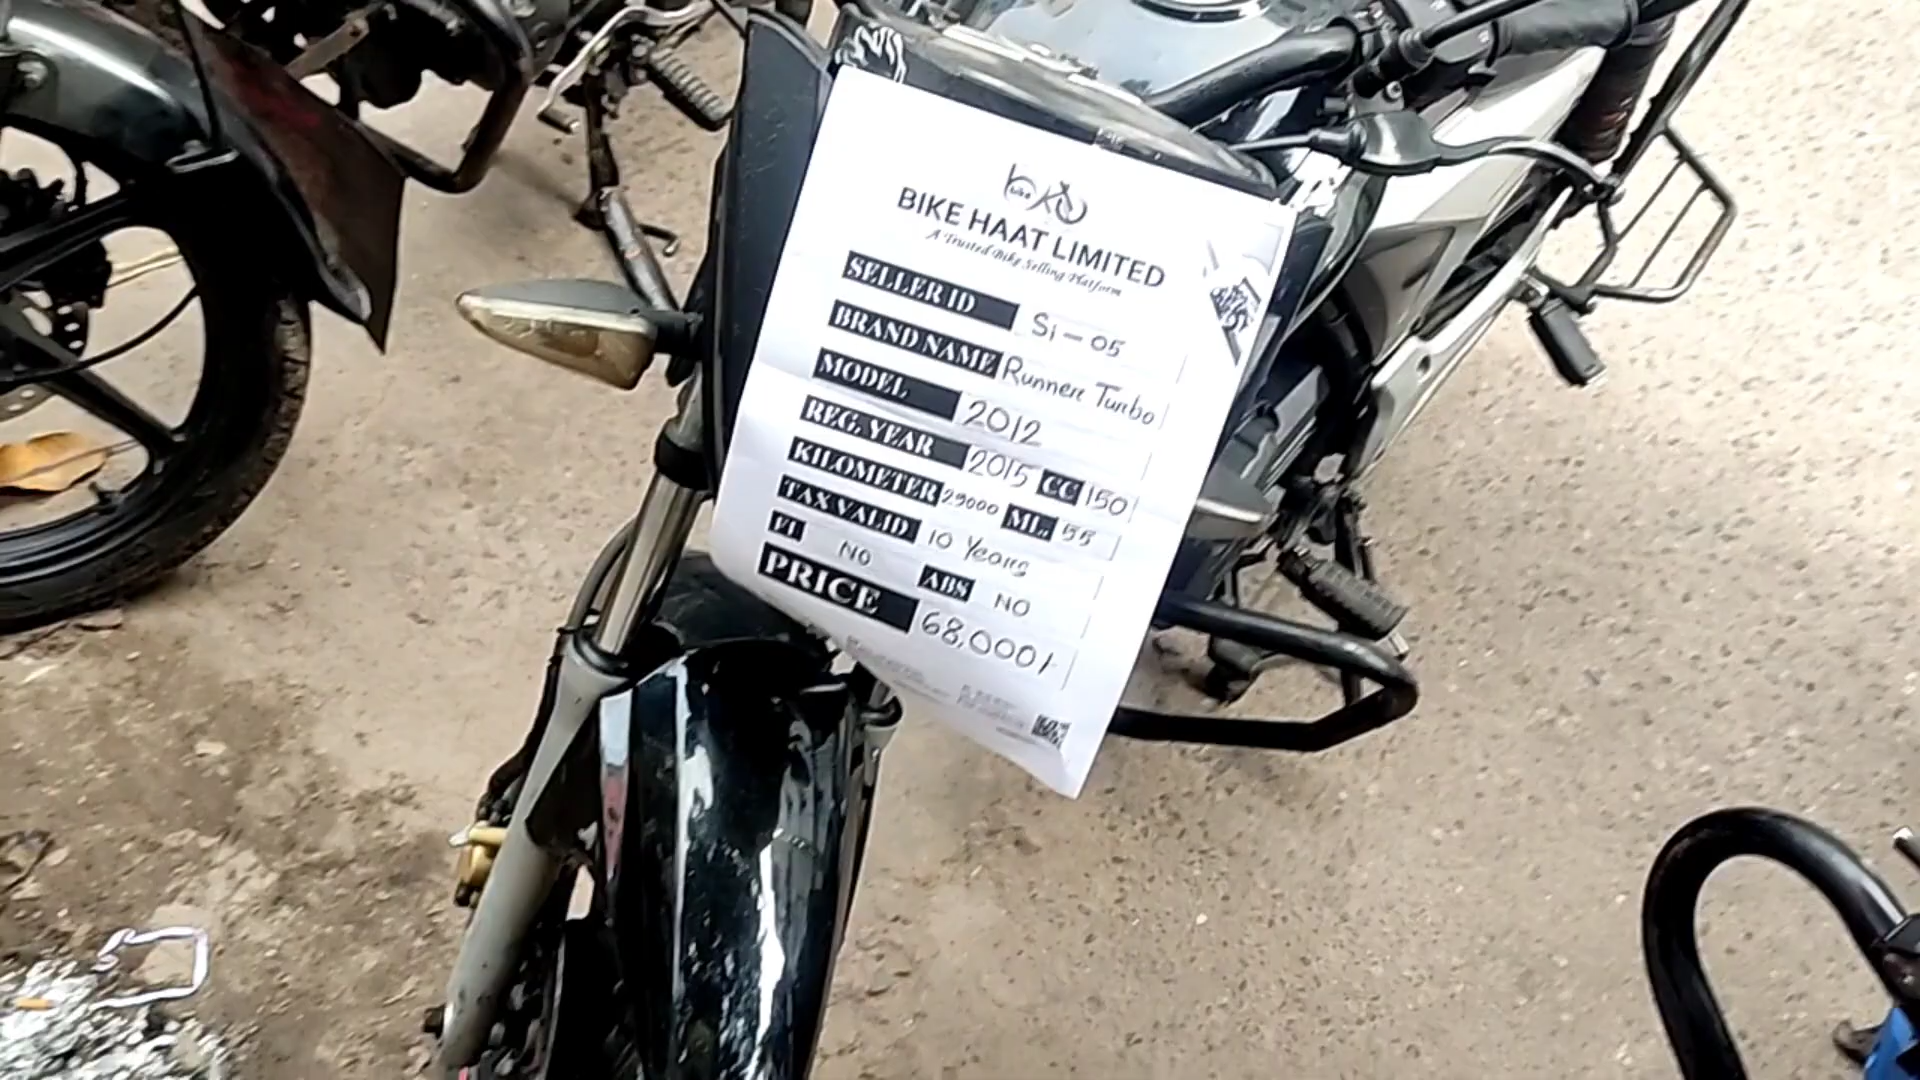 bike
BIKE HAAT LIMITED
A Trusted Bike Selling Platform
SELLER ID Si-05
BRAND NAME Runner Turbo
MODEL 2012
REG. YEAR 2015 CC 150
KILOMETER 29000 ML. 55
TAX VALID 10 Years
FI NO ABS NO
PRICE 68,000/-